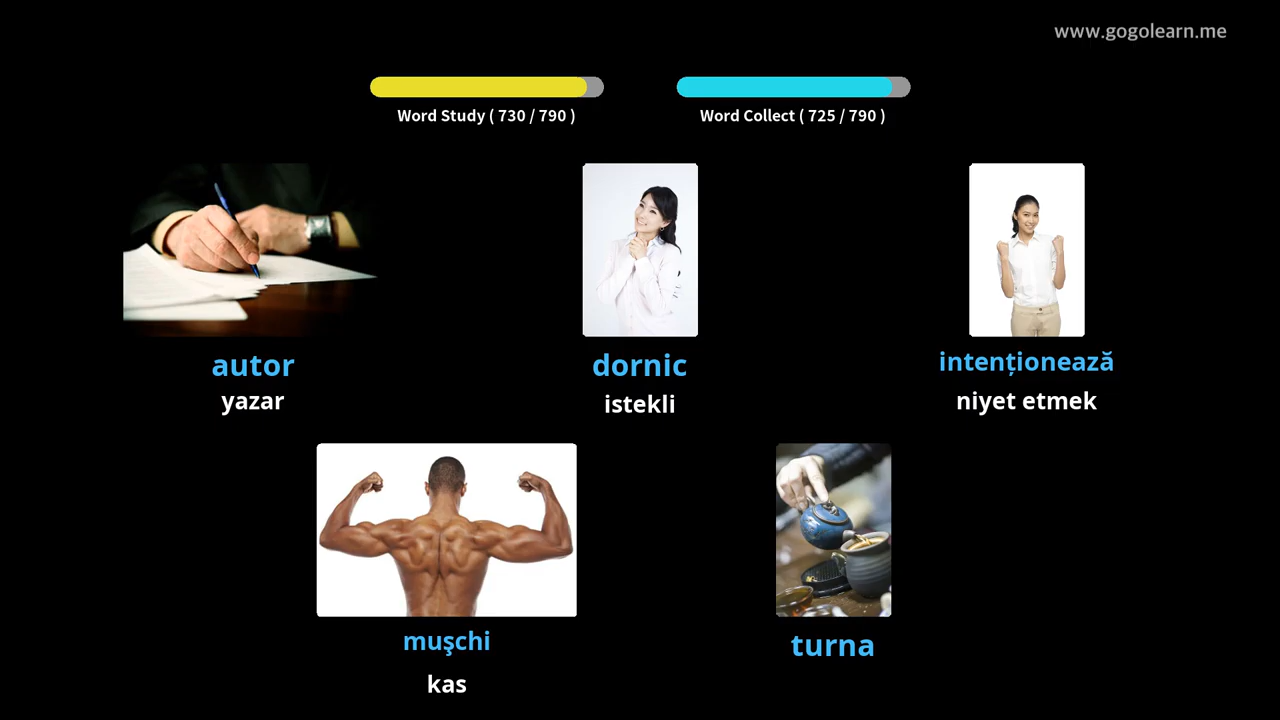 www.gogolearn.me
Word Study ( 730 / 790 )
Word Collect ( 725 / 790 )
autor
yazar
dornic
istekli
intenționează
niyet etmek
muşchi
kas
turna